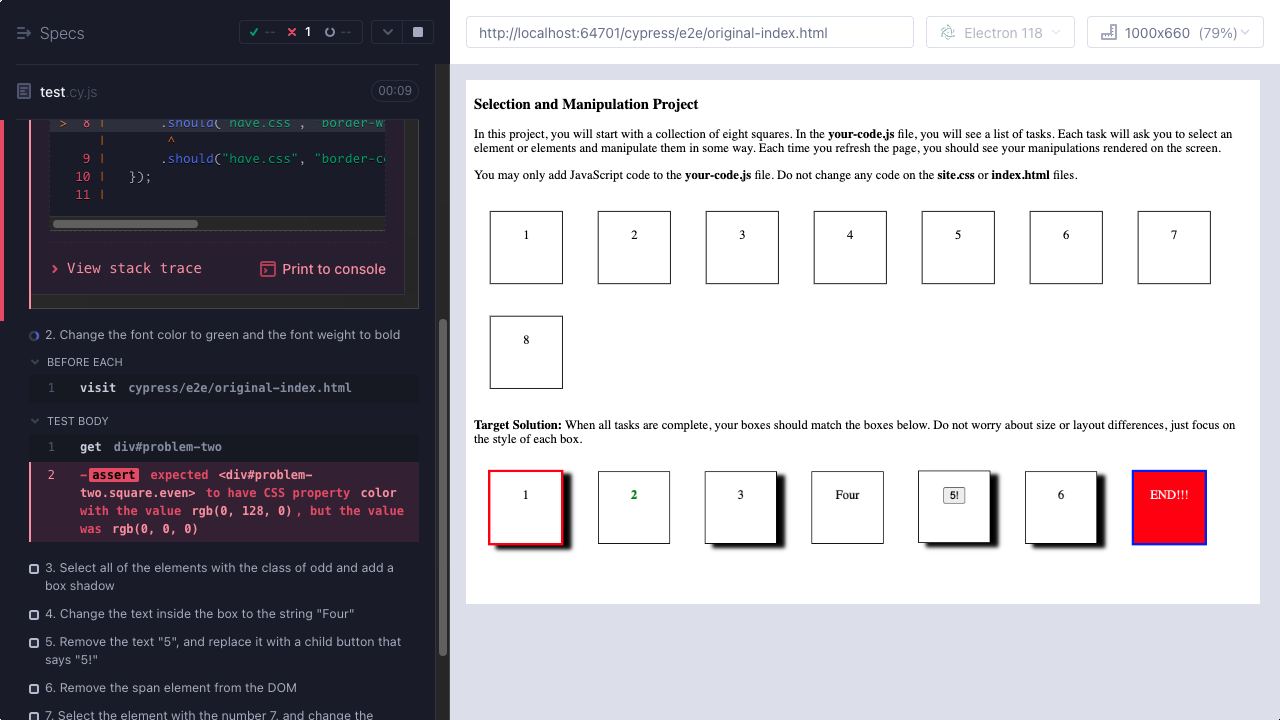 Specs
-- 1 --
test.cy.js
00:09
> 8 | .should("have.css", "border-w
| ^
9 | .should("have.css", "border-c
10 | });
11 |
View stack trace
Print to console
2. Change the font color to green and the font weight to bold
BEFORE EACH
1 visit cypress/e2e/original-index.html
TEST BODY
1 get div#problem-two
2 -assert expected <div#problem-
two.square.even> to have CSS property color
with the value rgb(0, 128, 0), but the value
was rgb(0, 0, 0)
3. Select all of the elements with the class of odd and add a
box shadow
4. Change the text inside the box to the string "Four"
5. Remove the text "5", and replace it with a child button that
says "5!"
6. Remove the span element from the DOM
7. Select the element with the number 7, and change the
http://localhost:64701/cypress/e2e/original-index.html
Electron 118
1000x660 (79%)
Selection and Manipulation Project
In this project, you will start with a collection of eight squares. In the your-code.js file, you will see a list of tasks. Each task will ask you to select an
element or elements and manipulate them in some way. Each time you refresh the page, you should see your manipulations rendered on the screen.
You may only add JavaScript code to the your-code.js file. Do not change any code on the site.css or index.html files.
1 2 3 4 5 6 7
8
Target Solution: When all tasks are complete, your boxes should match the boxes below. Do not worry about size or layout differences, just focus on
the style of each box.
1 2 3 Four 5! 6 END!!!